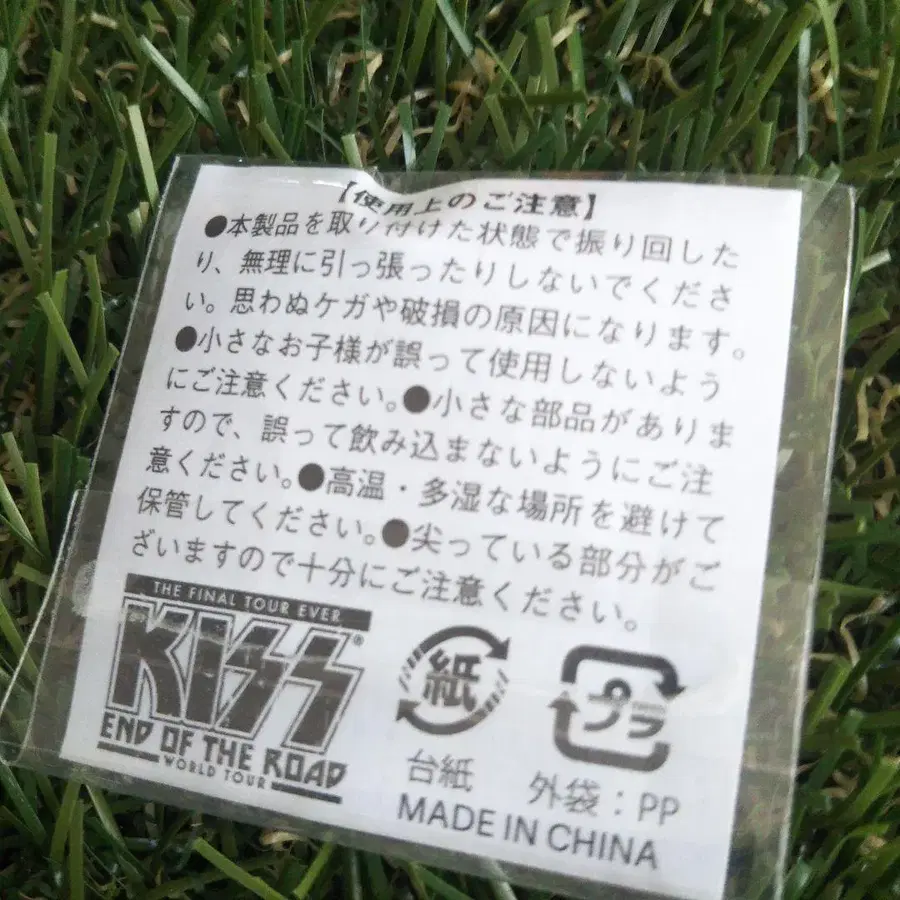 【使用上のご注意】
●本製品を取り付けた状態で振り回した
り、無理に引っ張ったりしないでくださ
い。思わぬケガや破損の原因になります。
●小さなお子様が誤って使用しないよう
にご注意ください。●小さな部品がありま
すので、誤って飲み込まないようにご注
意ください。●高温・多湿な場所を避けて
保管してください。●尖っている部分がご
ざいますので十分にご注意ください。
THE FINAL TOUR EVER
KISS®
END OF THE ROAD
WORLD TOUR
紙
台紙
プラ
外袋:PP
MADE IN CHINA